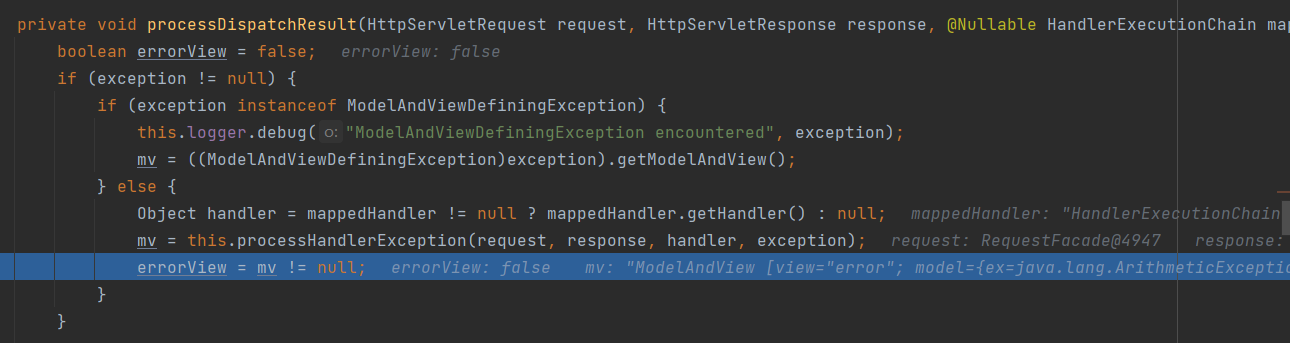 private void processDispatchResult(HttpServletRequest request, HttpServletResponse response, @Nullable HandlerExecutionChain map
boolean errorView = false; errorView: false
if (exception != null) {
if (exception instanceof ModelAndViewDefiningException) {
this.logger.debug( o: "ModelAndViewDefiningException encountered", exception);
mv = ((ModelAndViewDefiningException)exception).getModelAndView();
} else {
Object handler = mappedHandler != null ? mappedHandler.getHandler() : null; mappedHandler: "HandlerExecutionChain
mv = this.processHandlerException(request, response, handler, exception); request: RequestFacade@4947 response:
errorView = mv != null; errorView: false mv: "ModelAndView [view="error"; model={ex=java.lang.ArithmeticExceptio
}
}